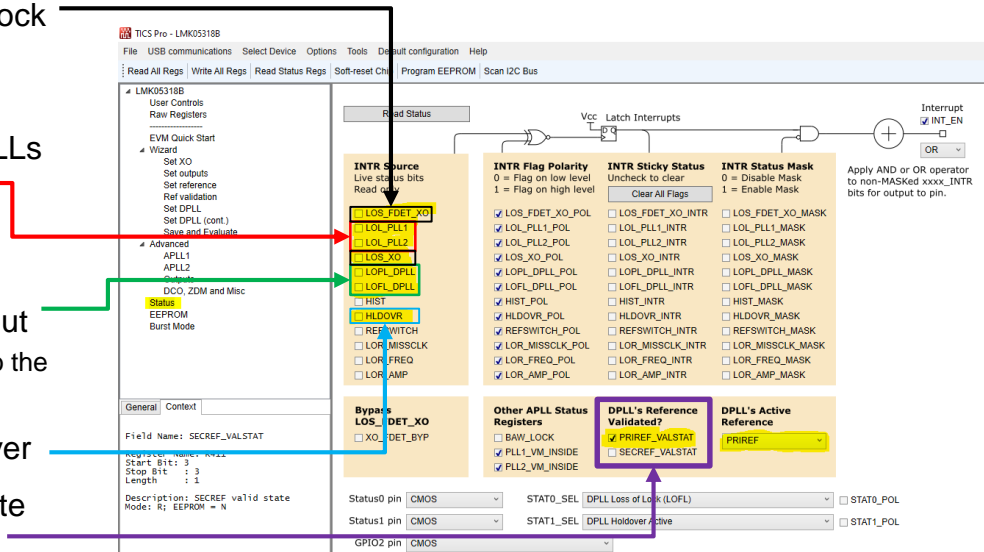 ock
LLs
ut
o the
er
te
TICS Pro - LMK05318B
File USB communications Select Device Options Tools Default configuration Help
Read All Regs Write All Regs Read Status Regs Soft-reset Chip Program EEPROM Scan I2C Bus
LMK05318B
User Controls
Raw Registers
--------------------
EVM Quick Start
Wizard
Set XO
Set outputs
Set reference
Ref validation
Set DPLL
Set DPLL (cont.)
Save and Evaluate
Advanced
APLL1
APLL2
Outputs
DCO, ZDM and Misc
Status
EEPROM
Burst Mode
General Context
Field Name: SECREF_VALSTAT
Register Name: R411
Start Bit: 3
Stop Bit : 3
Length : 1
Description: SECREF valid state
Mode: R; EEPROM = N
Read Status
Vcc Latch Interrupts
D Q
Interrupt
INT_EN
OR
Apply AND or OR operator
to non-MASKed xxxx_INTR
bits for output to pin.
INTR Source
Live status bits
Read only
LOS_FDET_XO
LOL_PLL1
LOL_PLL2
LOS_XO
LOPL_DPLL
LOFL_DPLL
HIST
HLDOVR
REFSWITCH
LOR_MISSCLK
LOR_FREQ
LOR_AMP
INTR Flag Polarity
0 = Flag on low level
1 = Flag on high level
LOS_FDET_XO_POL
LOL_PLL1_POL
LOL_PLL2_POL
LOS_XO_POL
LOPL_DPLL_POL
LOFL_DPLL_POL
HIST_POL
HLDOVR_POL
REFSWITCH_POL
LOR_MISSCLK_POL
LOR_FREQ_POL
LOR_AMP_POL
INTR Sticky Status
Uncheck to clear
Clear All Flags
LOS_FDET_XO_INTR
LOL_PLL1_INTR
LOL_PLL2_INTR
LOS_XO_INTR
LOPL_DPLL_INTR
LOFL_DPLL_INTR
HIST_INTR
HLDOVR_INTR
REFSWITCH_INTR
LOR_MISSCLK_INTR
LOR_FREQ_INTR
LOR_AMP_INTR
INTR Status Mask
0 = Disable Mask
1 = Enable Mask
LOS_FDET_XO_MASK
LOL_PLL1_MASK
LOL_PLL2_MASK
LOS_XO_MASK
LOPL_DPLL_MASK
LOFL_DPLL_MASK
HIST_MASK
HLDOVR_MASK
REFSWITCH_MASK
LOR_MISSCLK_MASK
LOR_FREQ_MASK
LOR_AMP_MASK
Bypass
LOS_FDET_XO
XO_FDET_BYP
Other APLL Status
Registers
BAW_LOCK
PLL1_VM_INSIDE
PLL2_VM_INSIDE
DPLL's Reference
Validated?
PRIREF_VALSTAT
SECREF_VALSTAT
DPLL's Active
Reference
PRIREF
Status0 pin CMOS STAT0_SEL DPLL Loss of Lock (LOFL) STAT0_POL
Status1 pin CMOS STAT1_SEL DPLL Holdover Active STAT1_POL
GPIO2 pin CMOS